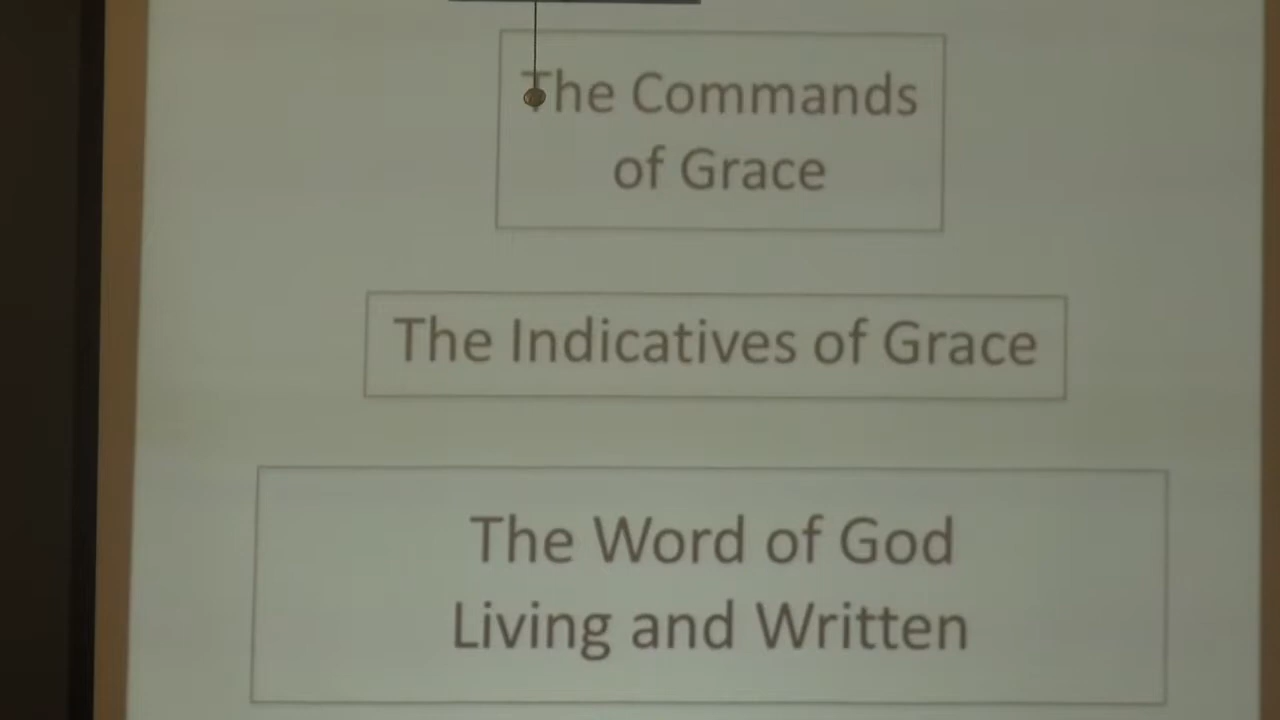 The Commands
of Grace
The Indicatives of Grace
The Word of God
Living and Written